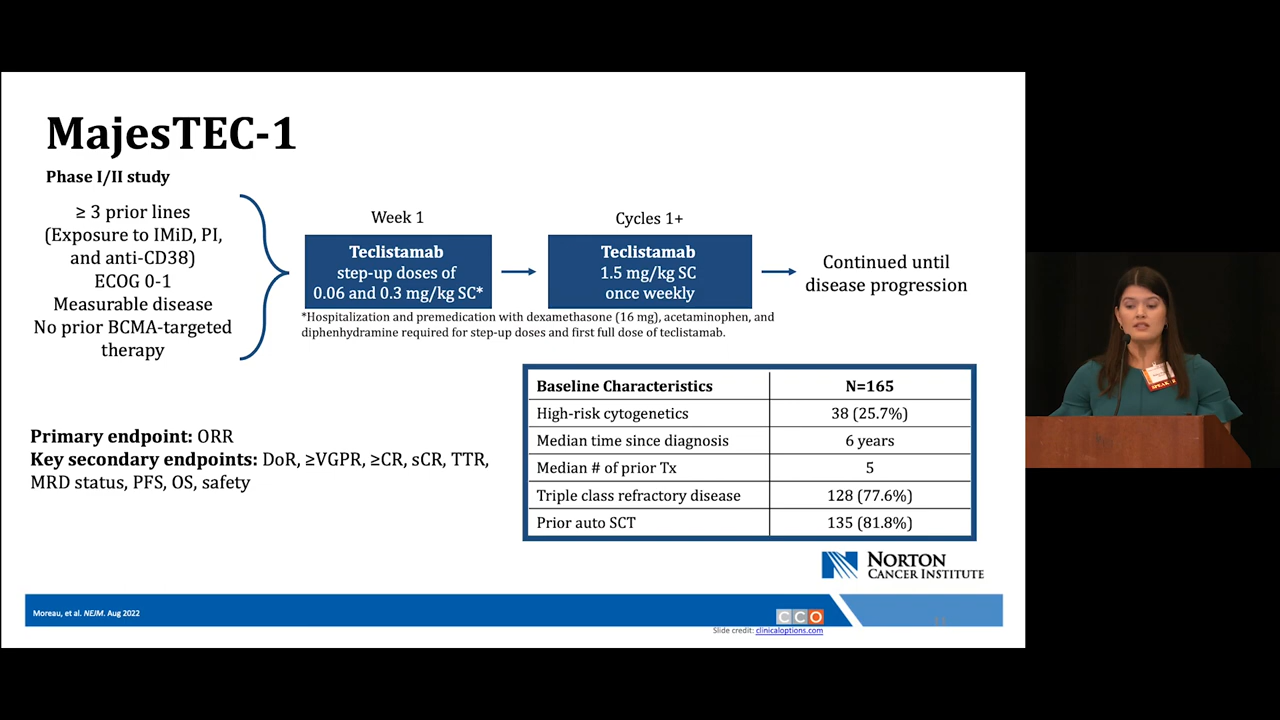 MajesTEC-1
Phase I/II study
≥ 3 prior lines
(Exposure to IMiD, PI,
and anti-CD38)
ECOG 0-1
Measurable disease
No prior BCMA-targeted
therapy
Week 1
Teclistamab
step-up doses of
0.06 and 0.3 mg/kg SC*
Cycles 1+
Teclistamab
1.5 mg/kg SC
once weekly
Continued until
disease progression
*Hospitalization and premedication with dexamethasone (16 mg), acetaminophen, and
diphenhydramine required for step-up doses and first full dose of teclistamab.
Primary endpoint: ORR
Key secondary endpoints: DoR, ≥VGPR, ≥CR, sCR, TTR,
MRD status, PFS, OS, safety
Baseline Characteristics N=165
High-risk cytogenetics 38 (25.7%)
Median time since diagnosis 6 years
Median # of prior Tx 5
Triple class refractory disease 128 (77.6%)
Prior auto SCT 135 (81.8%)
NORTON
CANCER INSTITUTE
Moreau, et al. NEJM. Aug 2022
CCO
Slide credit: clinicaloptions.com